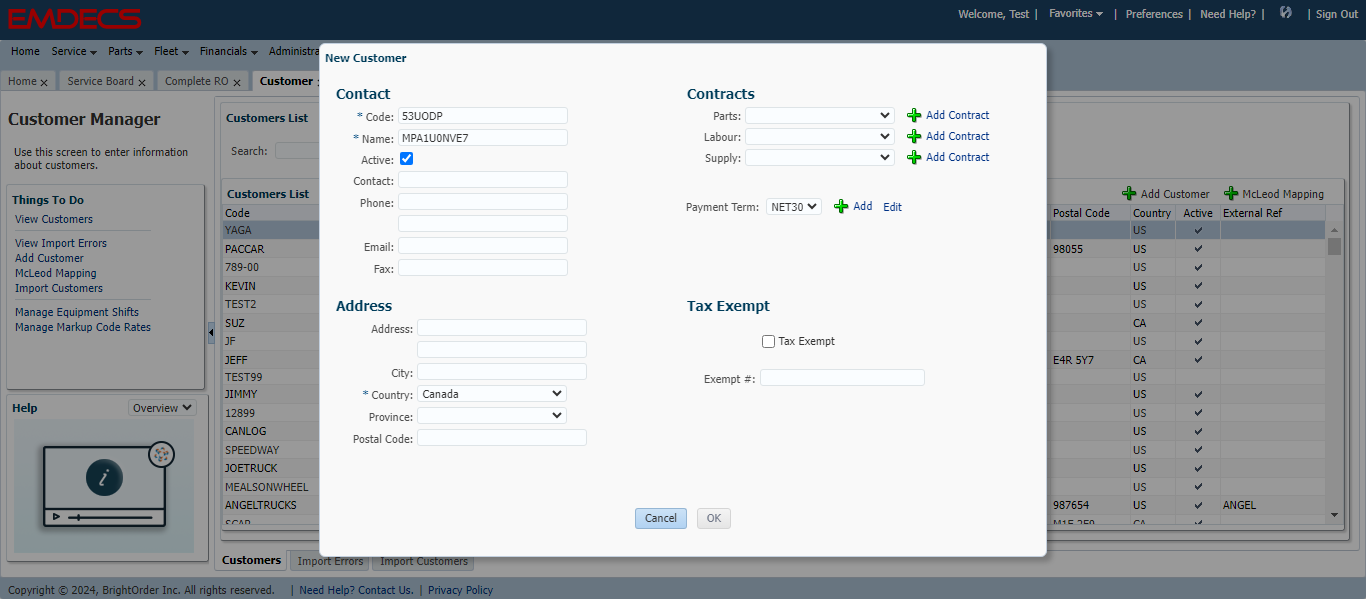 EMDECS
Welcome, Test | Favorites | Preferences | Need Help? | | Sign Out
Home Service Parts Fleet Financials Administra
Home x Service Board x Complete RO x Customer
Customer Manager
Use this screen to enter information
about customers.
Things To Do
View Customers
View Import Errors
Add Customer
McLeod Mapping
Import Customers
Manage Equipment Shifts
Manage Markup Code Rates
Help Overview
i
Customers List
Search:
Customers List
Add Customer McLeod Mapping
Code Postal Code Country Active External Ref
YAGA US
PACCAR 98055 US
789-00 US
KEVIN US
TEST2 US
SUZ CA
JF US
JEFF E4R 5Y7 CA
TEST99 US
JIMMY US
12899 US
CANLOG US
SPEEDWAY US
JOETRUCK US
MEALSONWHEEL US
ANGELTRUCKS 987654 US ANGEL
CA
New Customer
Contact
* Code: 53UODP
* Name: MPA1U0NVE7
Active:
Contact:
Phone:
Email:
Fax:
Address
Address:
City:
* Country: Canada
Province:
Postal Code:
Contracts
Parts: Add Contract
Labour: Add Contract
Supply: Add Contract
Payment Term: NET30 Add Edit
Tax Exempt
Tax Exempt
Exempt #:
Cancel OK
Customers Import Errors Import Customers
Copyright © 2024, BrightOrder Inc. All rights reserved. | Need Help? Contact Us. | Privacy Policy